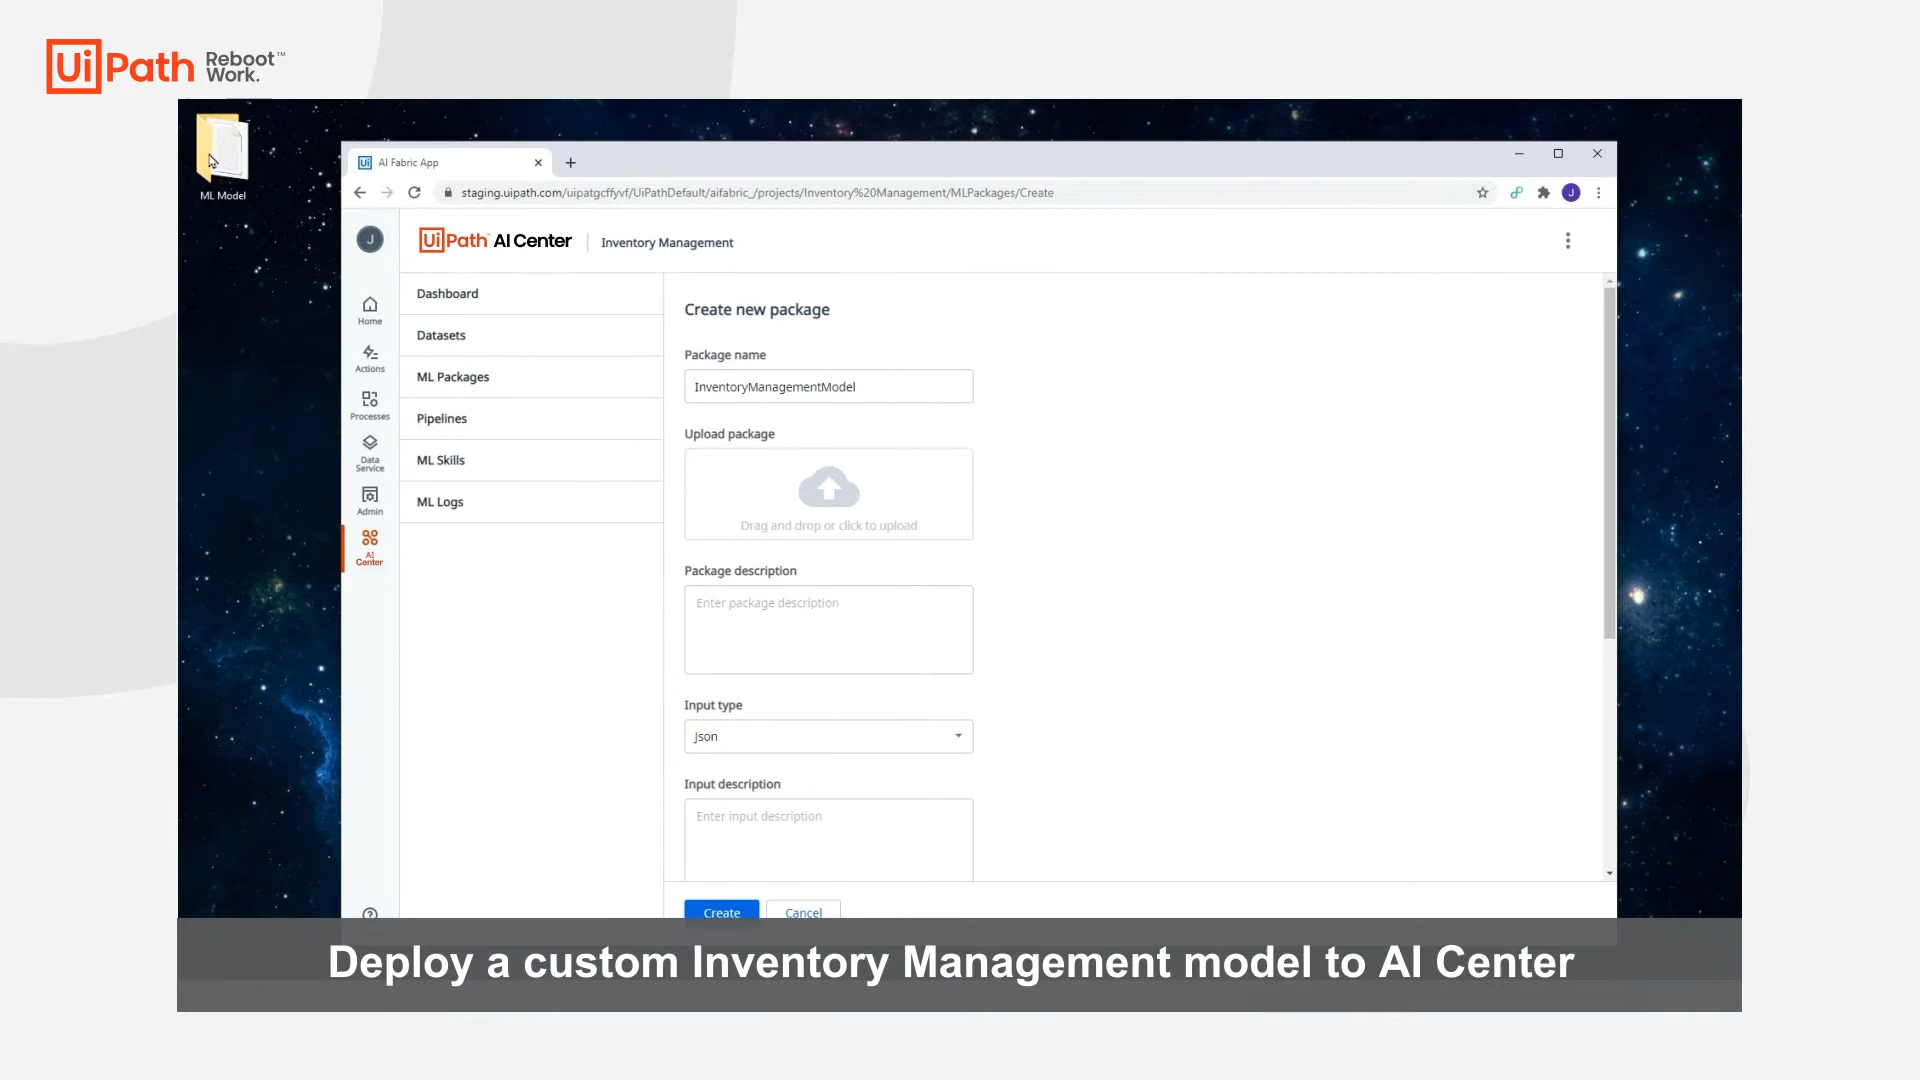 UiPath Reboot™
Work.
ML Model
Ui AI Fabric App
staging.uipath.com/uipatgcffyvf/UiPathDefault/aifabric_/projects/Inventory%20Management/MLPackages/Create
J
J
UiPath™ AI Center
Inventory Management
Home
Actions
Processes
Data
Service
Admin
AI
Center
Dashboard
Datasets
ML Packages
Pipelines
ML Skills
ML Logs
Create new package
Package name
InventoryManagementModel
Upload package
Drag and drop or click to upload
Package description
Enter package description
Input type
Json
Input description
Enter input description
Create
Cancel
Deploy a custom Inventory Management model to AI Center